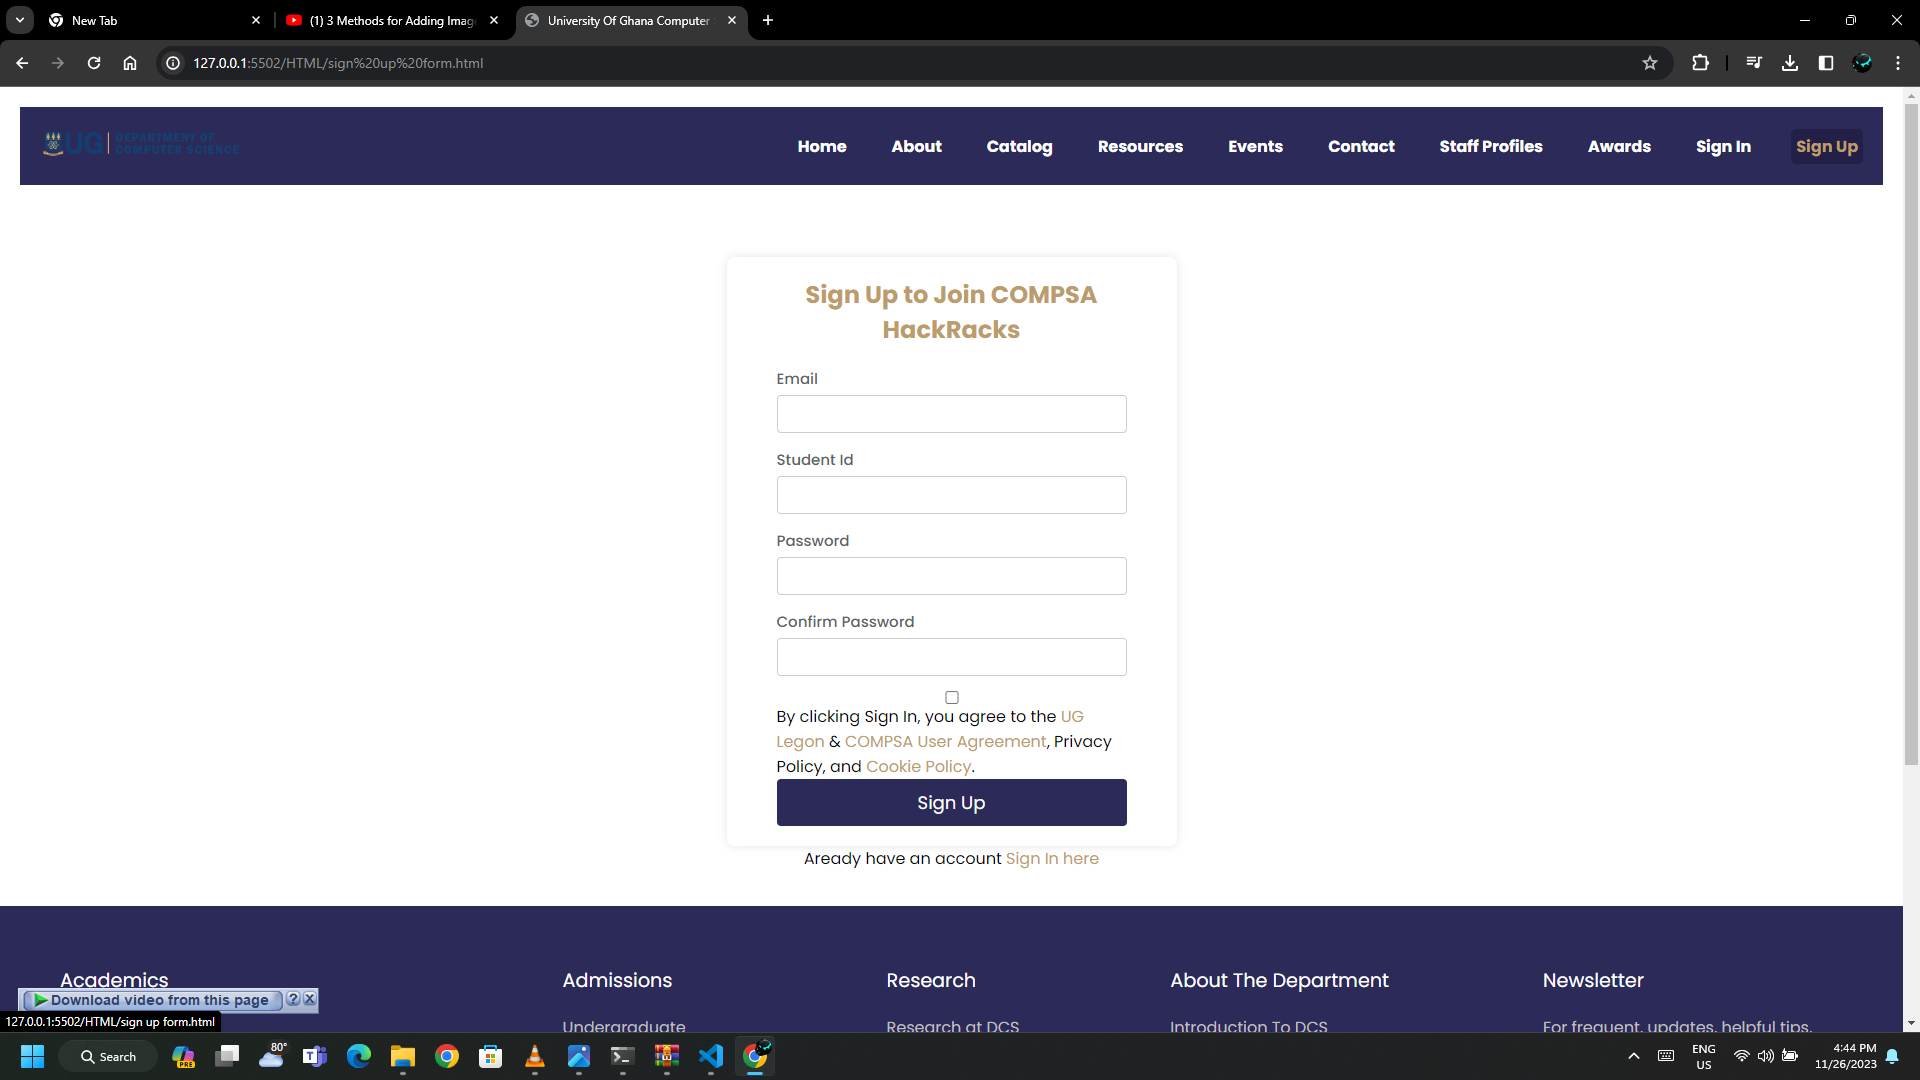 New Tab
(1) 3 Methods for Adding Imag
University Of Ghana Computer
127.0.0.1:5502/HTML/sign%20up%20form.html
UG DEPARTMENT OF
COMPUTER SCIENCE
Home About Catalog Resources Events Contact Staff Profiles Awards Sign In Sign Up
Sign Up to Join COMPSA
HackRacks
Email
Student Id
Password
Confirm Password
By clicking Sign In, you agree to the UG
Legon & COMPSA User Agreement, Privacy
Policy, and Cookie Policy.
Sign Up
Aready have an account Sign In here
Academics Admissions Research About The Department Newsletter
Download video from this page ?
Undergraduate Research at DCS Introduction To DCS For frequent, updates, helpful tips,
127.0.0.1:5502/HTML/sign up form.html
Search
PRE
80°
ENG
US
4:44 PM
11/26/2023